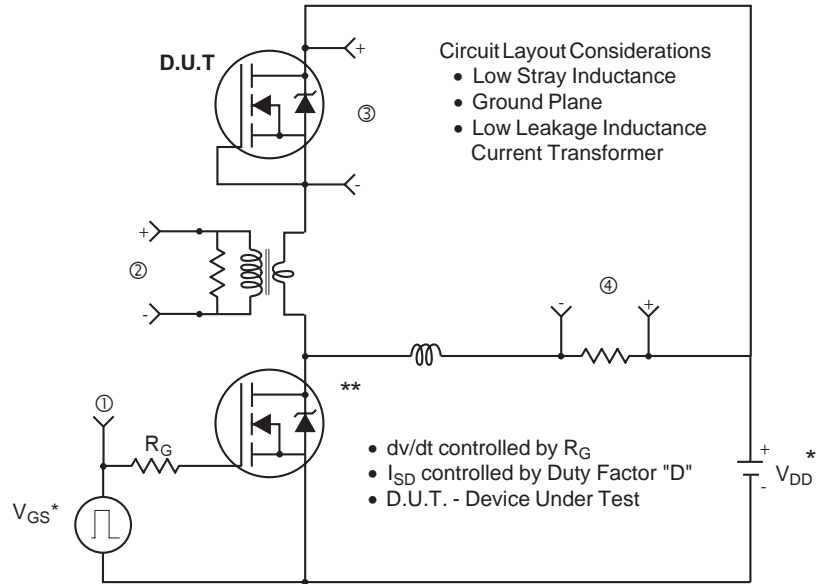 D.U.T
+
Circuit Layout Considerations
• Low Stray Inductance
• Ground Plane
• Low Leakage Inductance
Current Transformer
③
-
+
②
-
④
- +
**
①
R_G
• dv/dt controlled by R_G
• I_SD controlled by Duty Factor "D"
• D.U.T. - Device Under Test
+
V_DD*
-
V_GS*